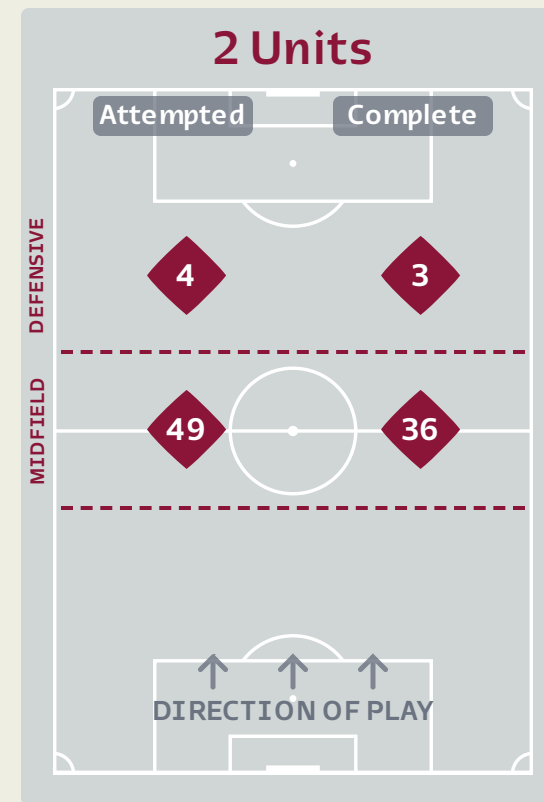 2 Units
Attempted Complete
DEFENSIVE
4 3
MIDFIELD
49 36
DIRECTION OF PLAY